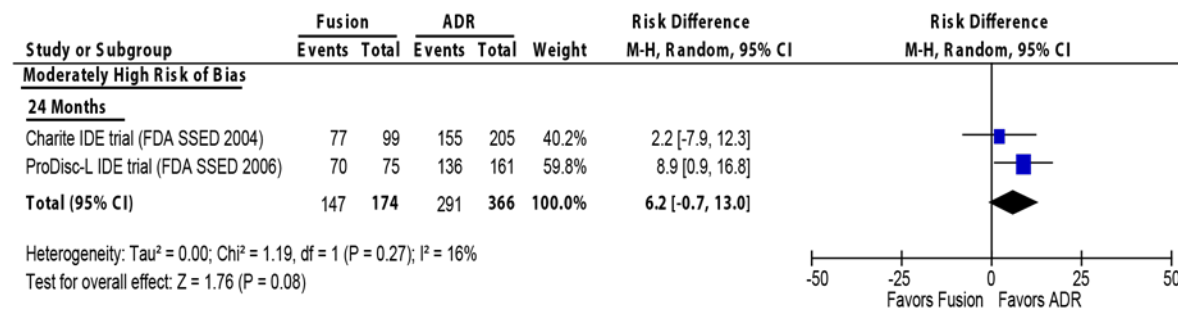 Fusion ADR Risk Difference Risk Difference
Study or Subgroup Events Total Events Total Weight M-H, Random, 95% CI M-H, Random, 95% CI
Moderately High Risk of Bias
24 Months
Charite IDE trial (FDA SSED 2004) 77 99 155 205 40.2% 2.2 [-7.9, 12.3]
ProDisc-L IDE trial (FDA SSED 2006) 70 75 136 161 59.8% 8.9 [0.9, 16.8]
Total (95% CI) 147 174 291 366 100.0% 6.2 [-0.7, 13.0]
Heterogeneity: Tau² = 0.00; Chi² = 1.19, df = 1 (P = 0.27); I² = 16%
Test for overall effect: Z = 1.76 (P = 0.08)
-50 -25 0 25 50
Favors Fusion Favors ADR